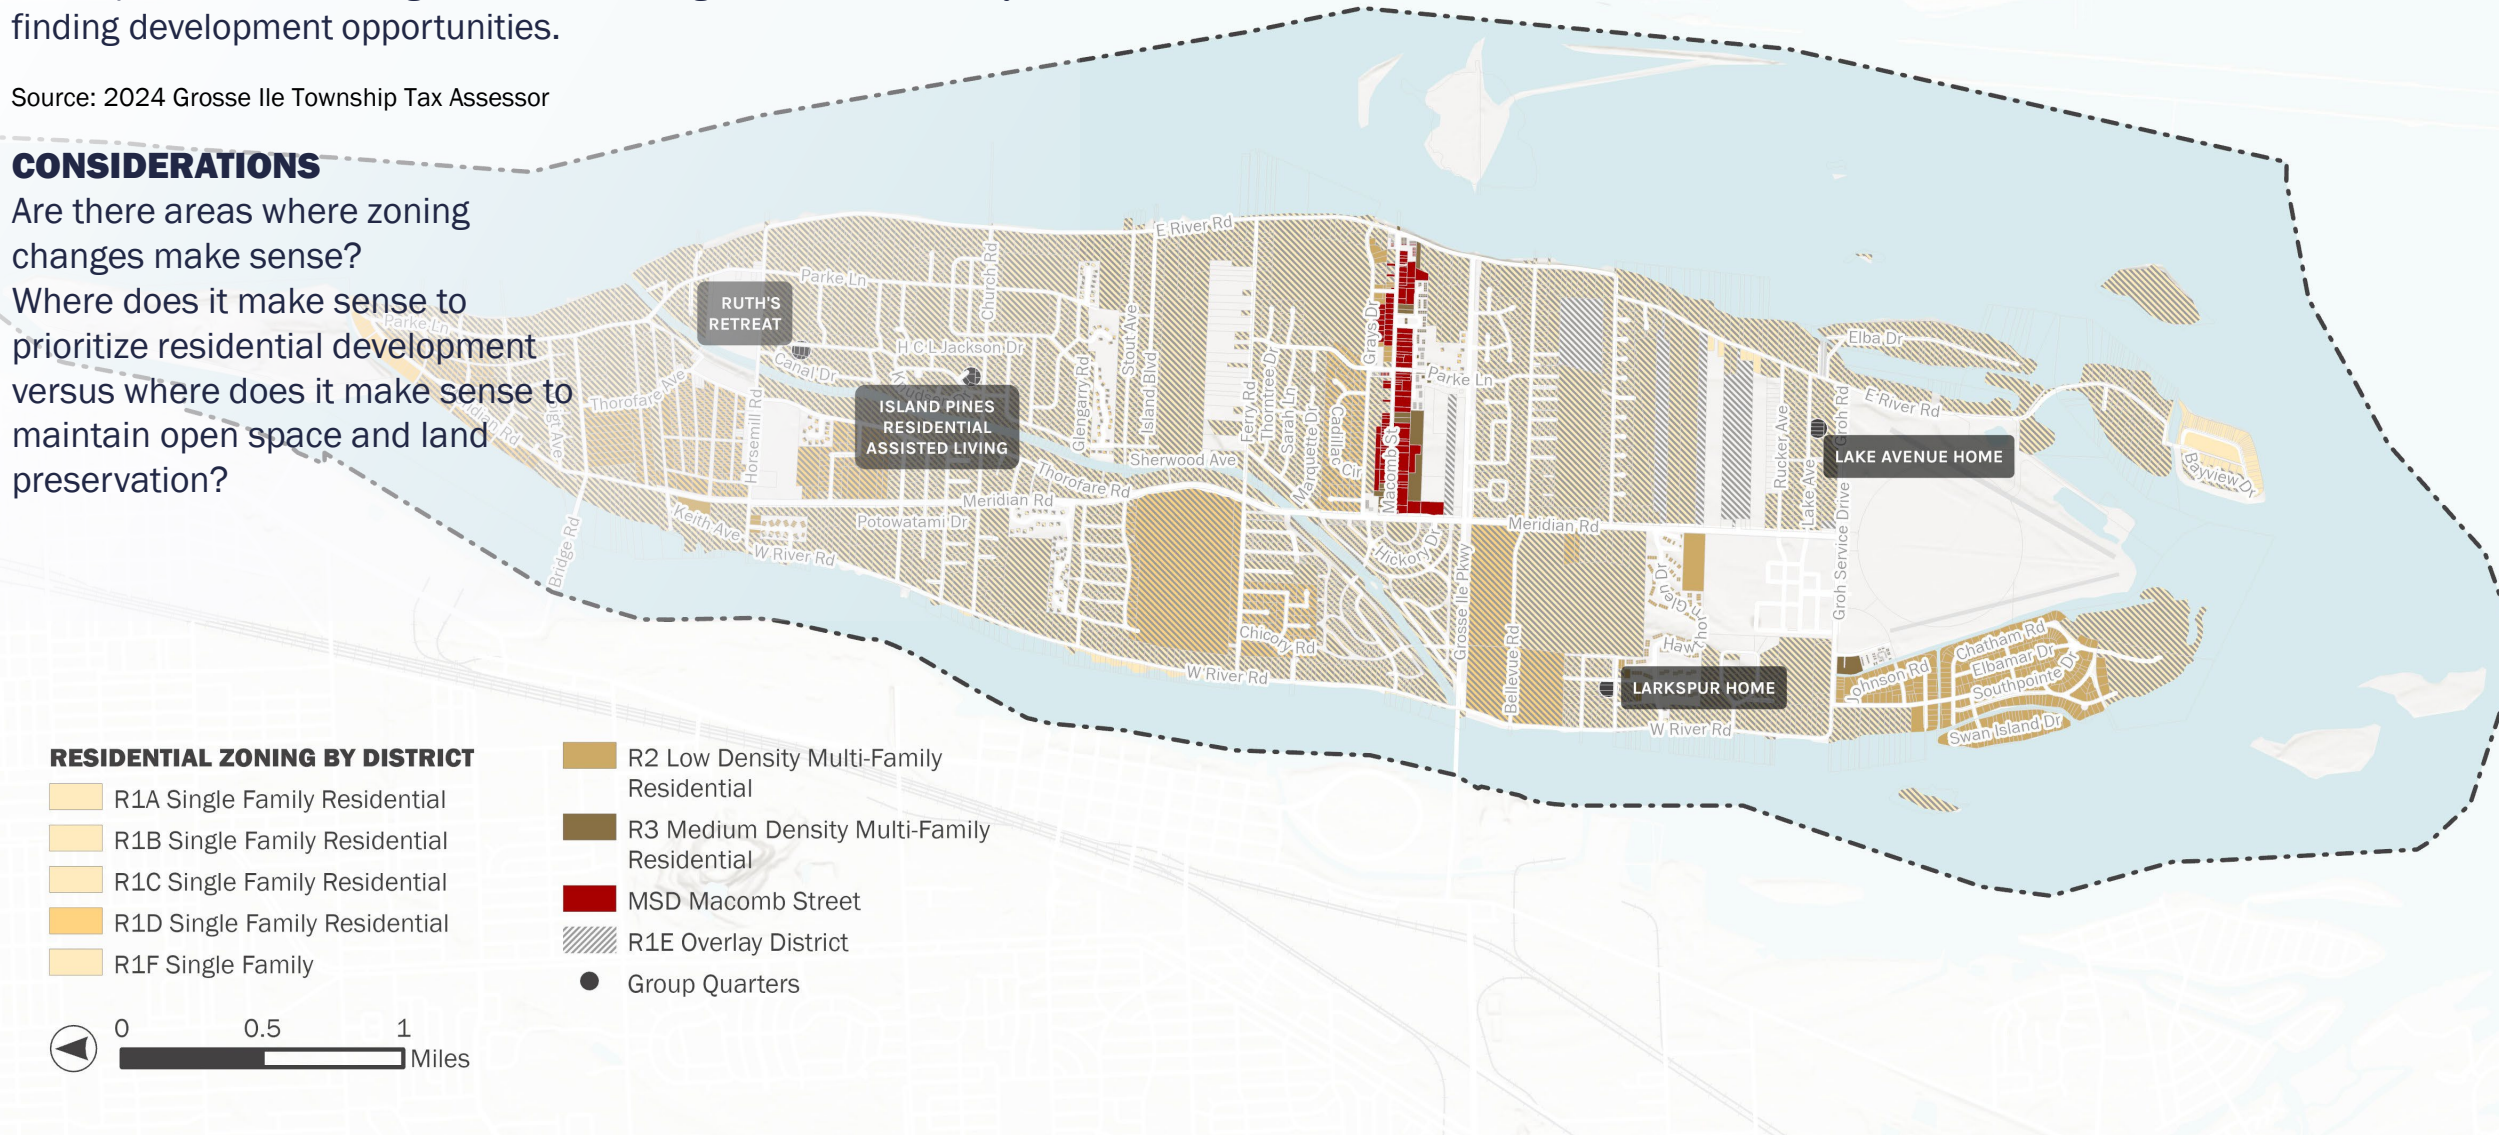 finding development opportunities.
Source: 2024 Grosse Ile Township Tax Assessor
CONSIDERATIONS
Are there areas where zoning
changes make sense?
Where does it make sense to
prioritize residential development
versus where does it make sense to
maintain open space and land
preservation?
E River Rd
Parke Ln
Church Rd
RUTH'S
RETREAT
Parke Ln
H C L Jackson Dr
Canal Dr
Stout Ave
Island Blvd
Grays Dr
Elba Dr
Thorofare Ave
Horsemill Rd
ISLAND PINES
RESIDENTIAL
ASSISTED LIVING
Glengarry Rd
Ferry Rd
Thorntree Dr
Sarah Ln
Marquette Dr
Cadillac
Cir
Macomb St
Parke Ln
Rucker Ave
Lake Ave
Groh Rd
E River Rd
LAKE AVENUE HOME
Bayview Dr
Sherwood Ave
Thorofare Rd
Meridian Rd
Potowatami Dr
Keith Ave
W River Rd
Bridge Rd
Meridian Rd
Hickory Dr
Grosse Ile Pkwy
Groh Service Drive
Chicory Rd
W River Rd
Bellevue Rd
LARKSPUR HOME
W River Rd
Johnson Rd
Chatham Rd
Elbamar Dr
Southpointe Dr
Swan Island Dr
RESIDENTIAL ZONING BY DISTRICT
R1A Single Family Residential
R1B Single Family Residential
R1C Single Family Residential
R1D Single Family Residential
R1F Single Family
R2 Low Density Multi-Family
Residential
R3 Medium Density Multi-Family
Residential
MSD Macomb Street
R1E Overlay District
Group Quarters
0 0.5 1
Miles